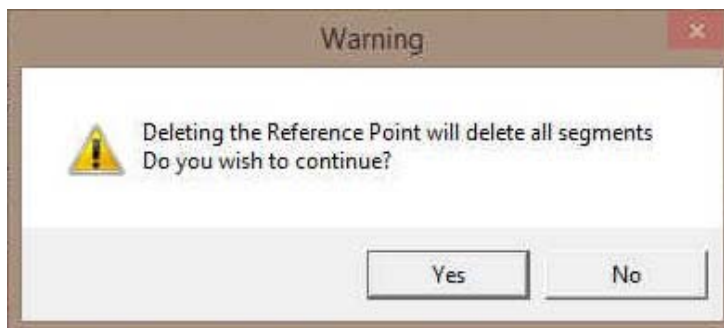 Warning
Deleting the Reference Point will delete all segments
Do you wish to continue?
Yes
No